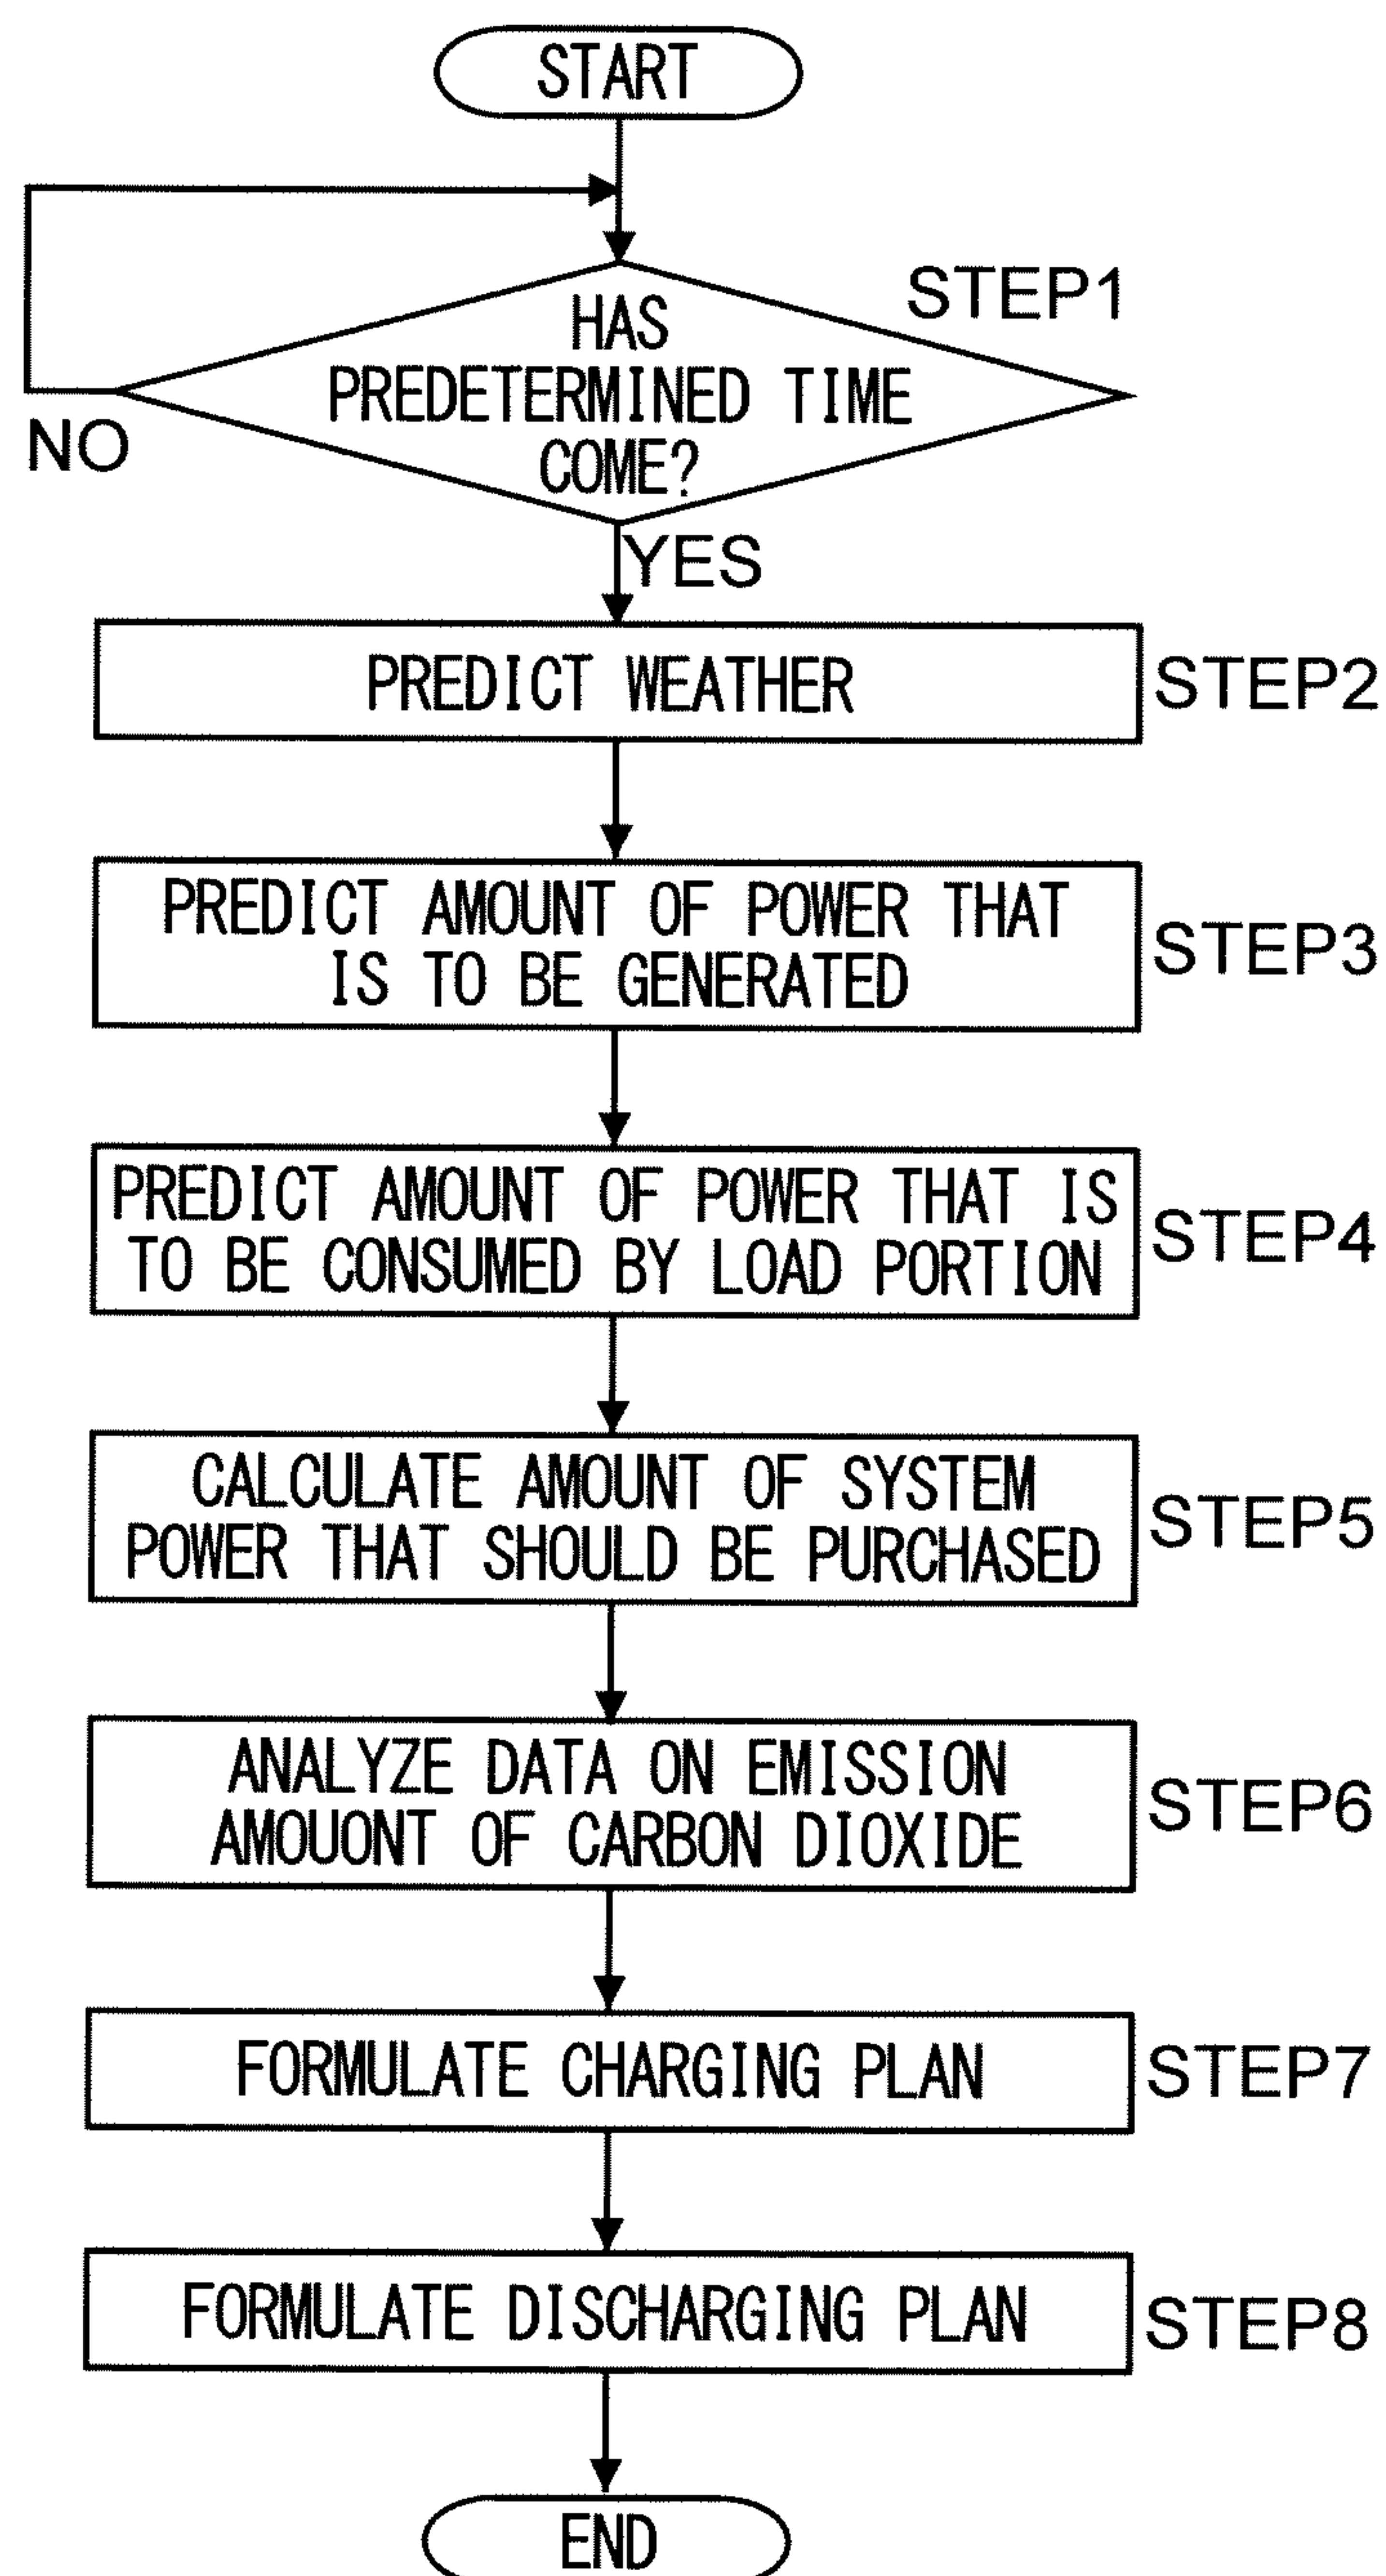 START
STEP1
HAS
PREDETERMINED TIME
COME?
NO
YES
PREDICT WEATHER
STEP2
PREDICT AMOUNT OF POWER THAT
IS TO BE GENERATED
STEP3
PREDICT AMOUNT OF POWER THAT IS
TO BE CONSUMED BY LOAD PORTION
STEP4
CALCULATE AMOUNT OF SYSTEM
POWER THAT SHOULD BE PURCHASED
STEP5
ANALYZE DATA ON EMISSION
AMOUONT OF CARBON DIOXIDE
STEP6
FORMULATE CHARGING PLAN
STEP7
FORMULATE DISCHARGING PLAN
STEP8
END